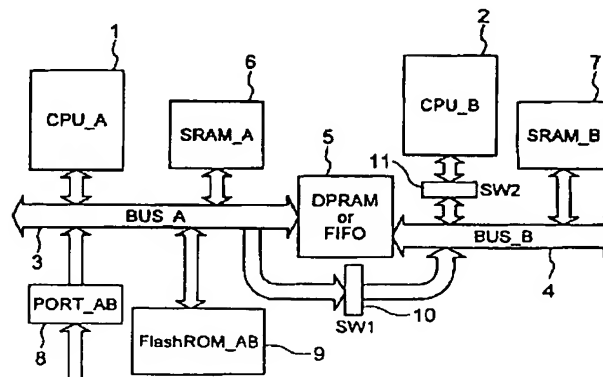 1
2
6
7
CPU_A
SRAM_A
5
CPU_B
SRAM_B
11
SW2
DPRAM
or
FIFO
BUS_A
BUS_B
3
4
PORT_AB
SW1
10
8
FlashROM_AB
9